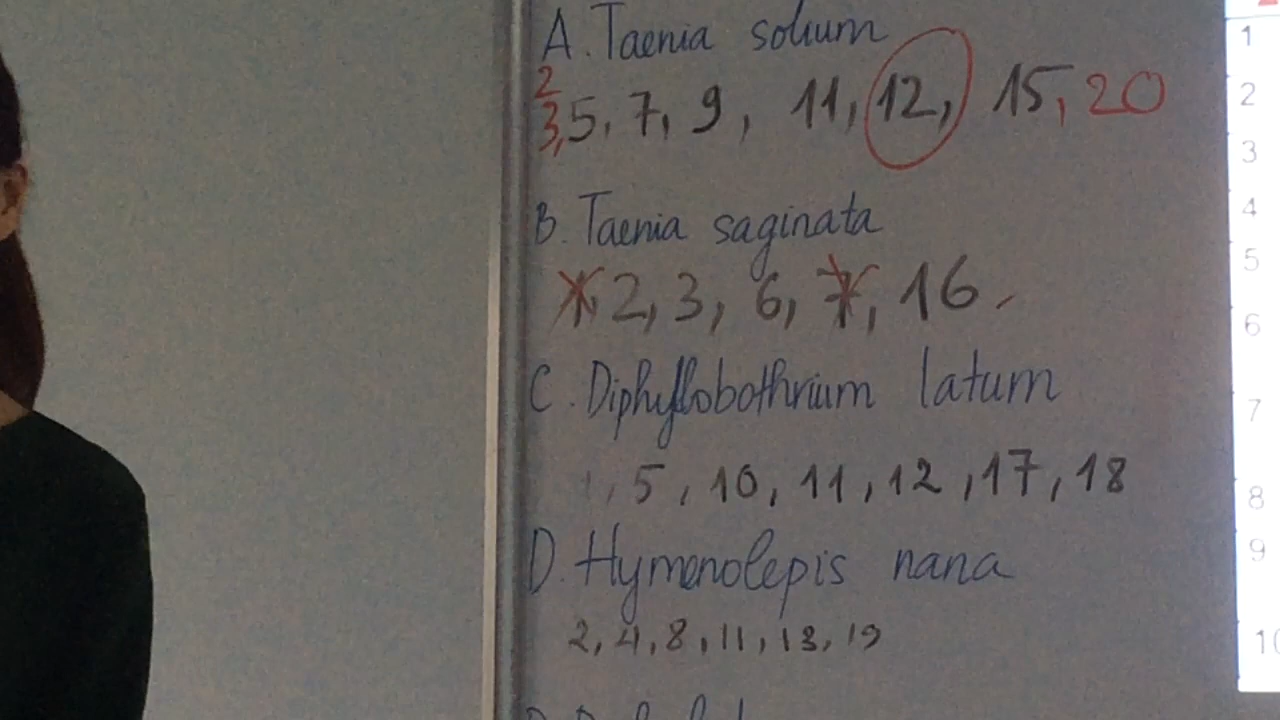 A. Taenia solium
2
3, 5, 7, 9, 11, 12, 15, 20
B. Taenia saginata
2, 3, 6, 16
C. Diphyllobothrium latum
5, 10, 11, 12, 17, 18
D. Hymenolepis nana
2, 4, 8, 11, 13, 19
1
2
3
4
5
6
7
8
9
10